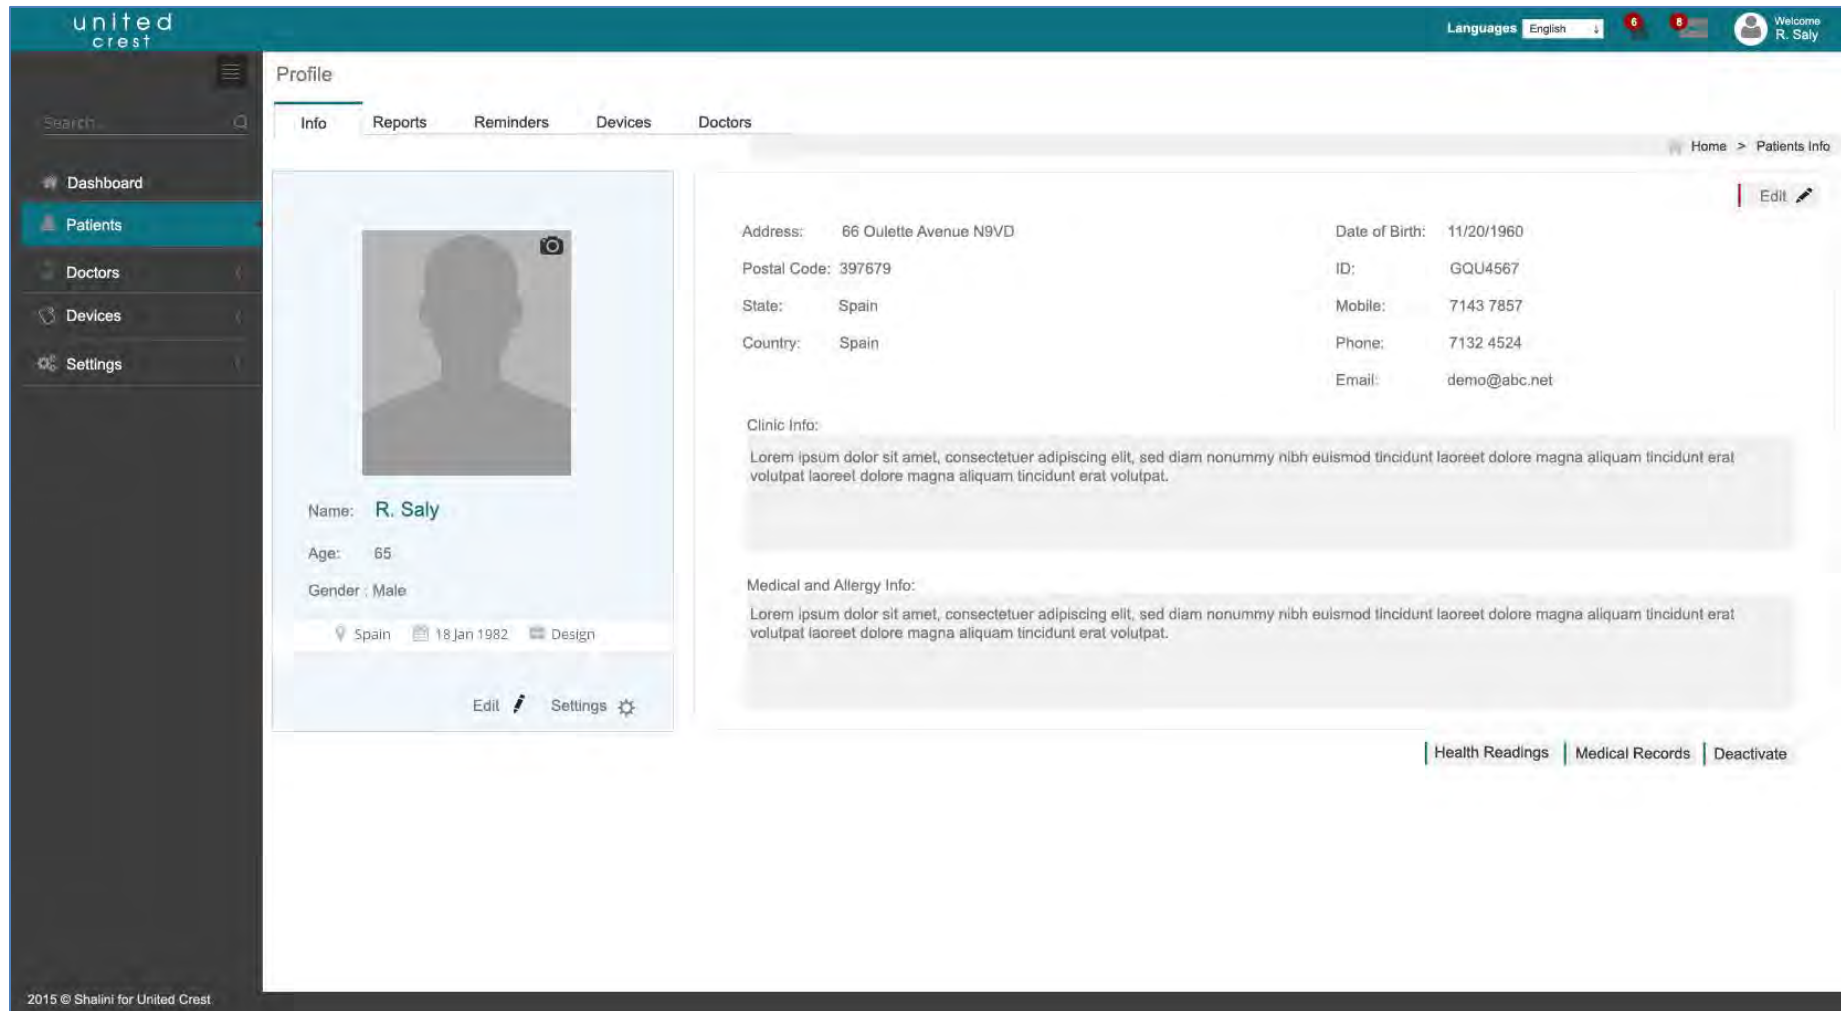 united
crest
Languages English
6
8
Welcome
R. Saly
Profile
Search...
Info Reports Reminders Devices Doctors
Home > Patients Info
Dashboard
Patients
Doctors
Devices
Settings
Edit
Address: 66 Oulette Avenue N9VD
Postal Code: 397679
State: Spain
Country: Spain
Date of Birth: 11/20/1960
ID: GQU4567
Mobile: 7143 7857
Phone: 7132 4524
Email: demo@abc.net
Clinic Info:
Lorem ipsum dolor sit amet, consectetuer adipiscing elit, sed diam nonummy nibh euismod tincidunt laoreet dolore magna aliquam tincidunt erat
volutpat laoreet dolore magna aliquam tincidunt erat volutpat.
Name: R. Saly
Age: 65
Gender : Male
Spain 18 Jan 1982 Design
Edit Settings
Medical and Allergy Info:
Lorem ipsum dolor sit amet, consectetuer adipiscing elit, sed diam nonummy nibh euismod tincidunt laoreet dolore magna aliquam tincidunt erat
volutpat laoreet dolore magna aliquam tincidunt erat volutpat.
Health Readings Medical Records Deactivate
2015 © Shalini for United Crest